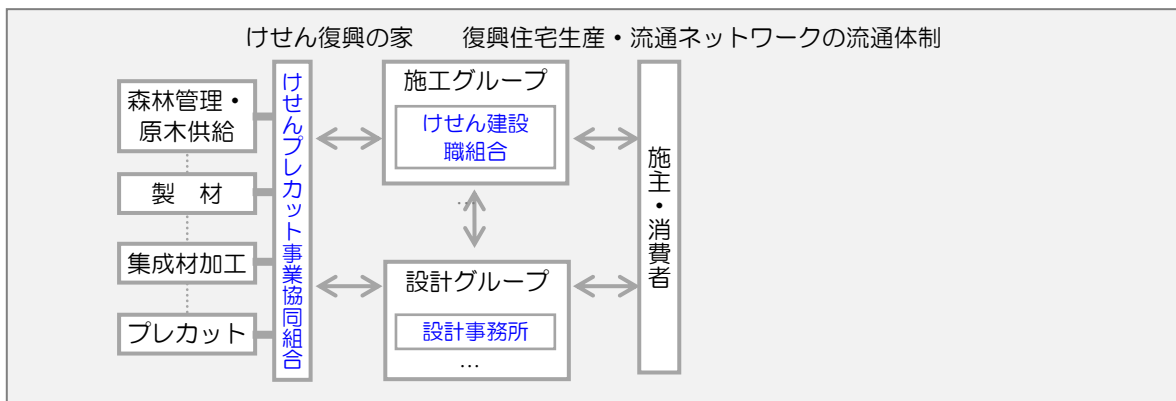 けせん復興の家　　復興住宅生産・流通ネットワークの流通体制
森林管理・
原木供給
製　材
集成材加工
プレカット
けせんプレカット事業協同組合
施工グループ
けせん建設
職組合
…
設計グループ
設計事務所
…
施主・消費者